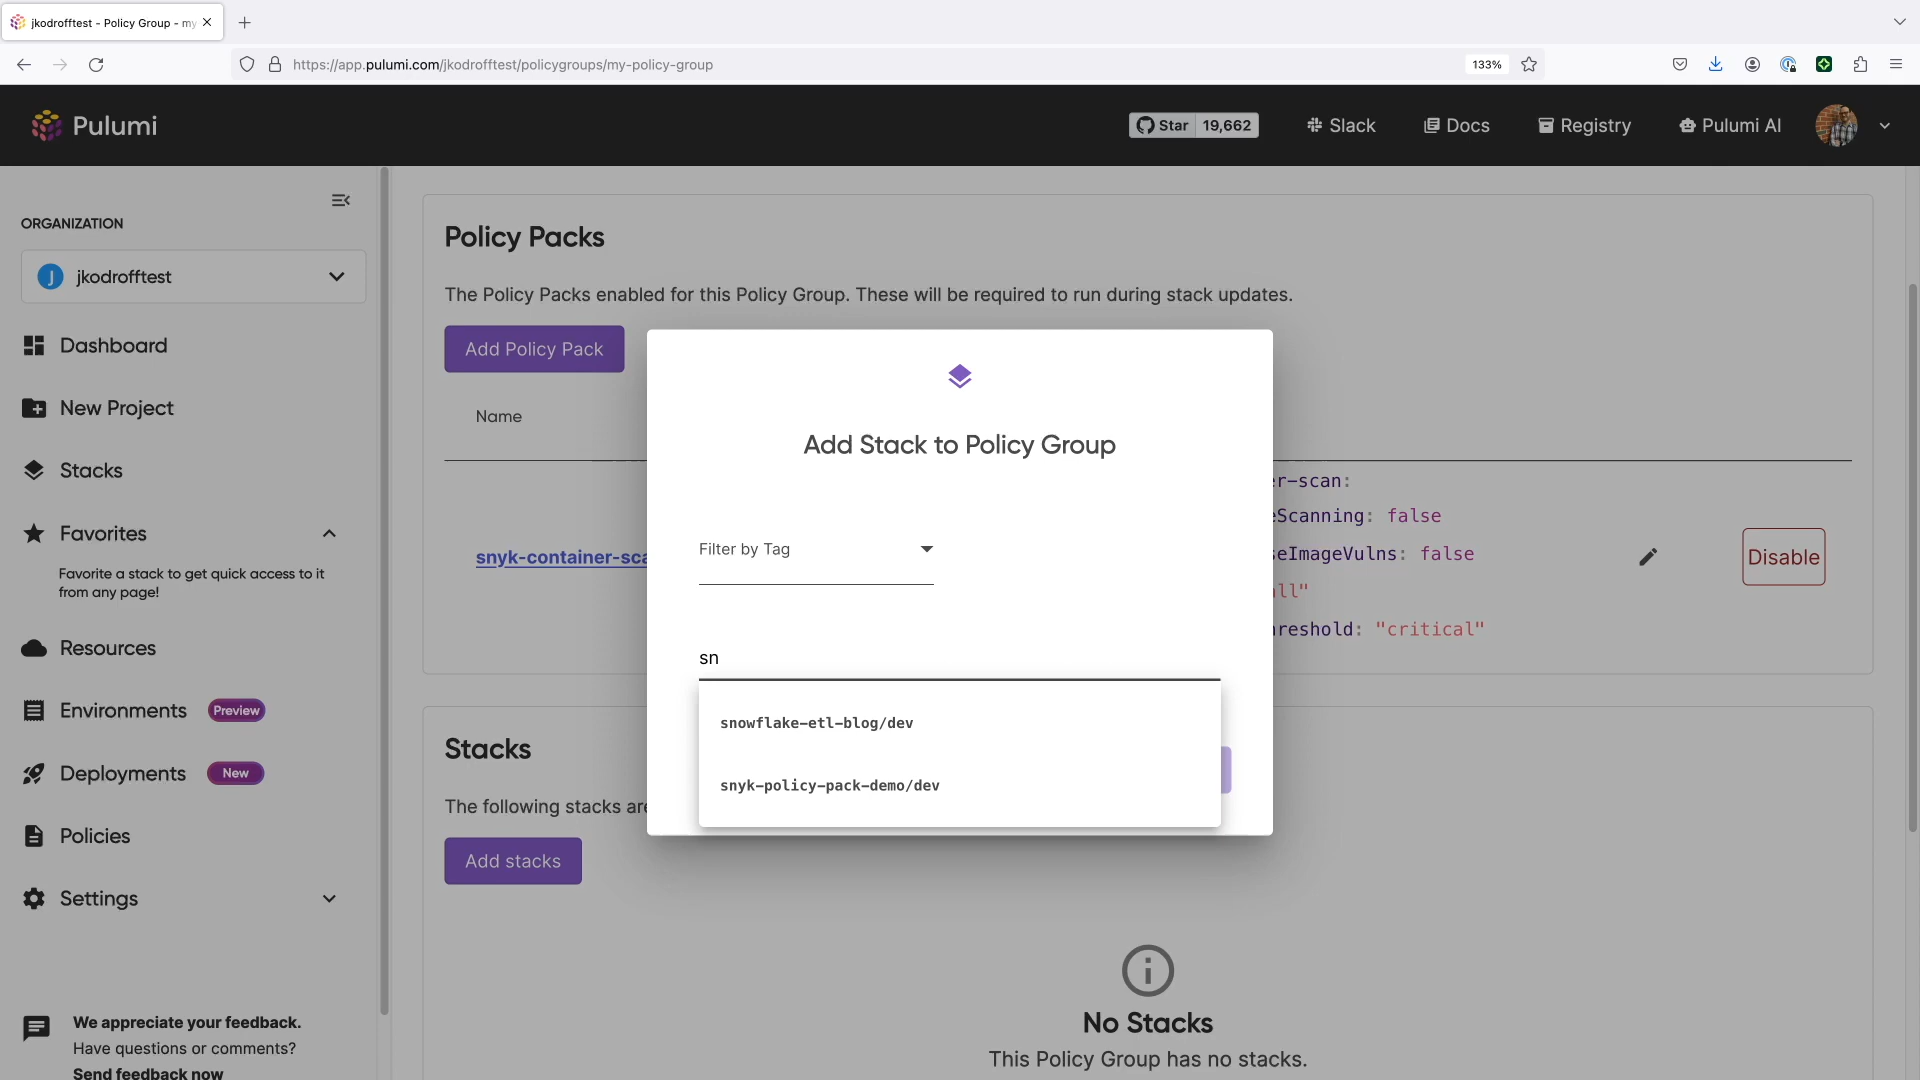 jkodrofftest - Policy Group - my
https://app.pulumi.com/jkodrofftest/policygroups/my-policy-group
133%
Pulumi
Star 19,662
Slack
Docs
Registry
Pulumi AI
ORGANIZATION
J jkodrofftest
Dashboard
New Project
Stacks
Favorites
Favorite a stack to get quick access to it
from any page!
Resources
Environments Preview
Deployments New
Policies
Settings
We appreciate your feedback.
Have questions or comments?
Send feedback now
Policy Packs
The Policy Packs enabled for this Policy Group. These will be required to run during stack updates.
Add Policy Pack
Name
snyk-container-sca
r-scan:
Scanning: false
eImageVulns: false
ll"
reshold: "critical"
Disable
Add Stack to Policy Group
Filter by Tag
sn
snowflake-etl-blog/dev
snyk-policy-pack-demo/dev
Stacks
The following stacks are
Add stacks
No Stacks
This Policy Group has no stacks.